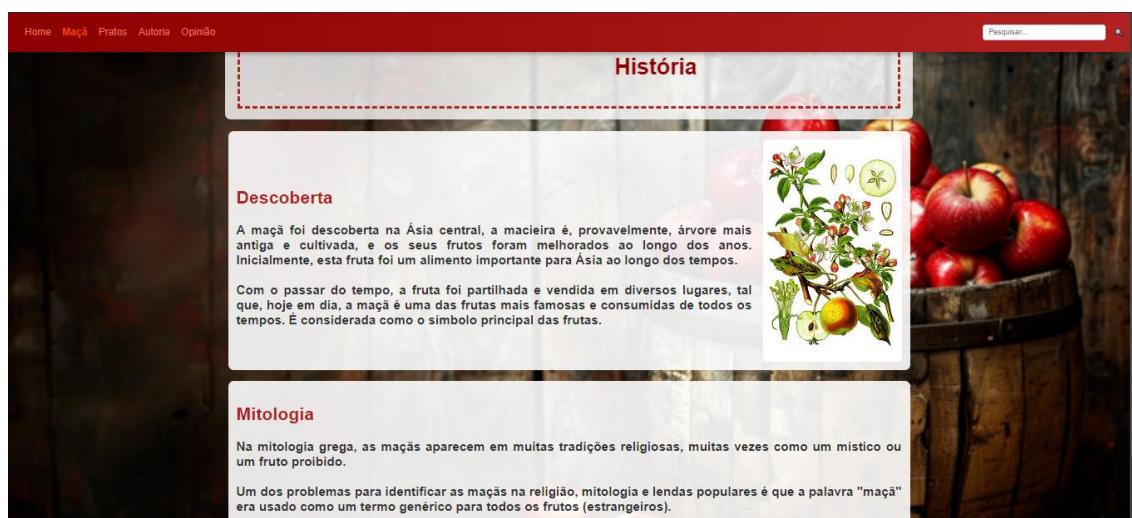 Home Maçã Pratos Autoria Opinião Pesquisar...
História
Descoberta
A maçã foi descoberta na Ásia central, a macieira é, provavelmente, árvore mais
antiga e cultivada, e os seus frutos foram melhorados ao longo dos anos.
Inicialmente, esta fruta foi um alimento importante para Ásia ao longo dos tempos.
Com o passar do tempo, a fruta foi partilhada e vendida em diversos lugares, tal
que, hoje em dia, a maçã é uma das frutas mais famosas e consumidas de todos os
tempos. É considerada como o símbolo principal das frutas.
Mitologia
Na mitologia grega, as maçãs aparecem em muitas tradições religiosas, muitas vezes como um místico ou
um fruto proibido.
Um dos problemas para identificar as maçãs na religião, mitologia e lendas populares é que a palavra "maçã"
era usado como um termo genérico para todos os frutos (estrangeiros).